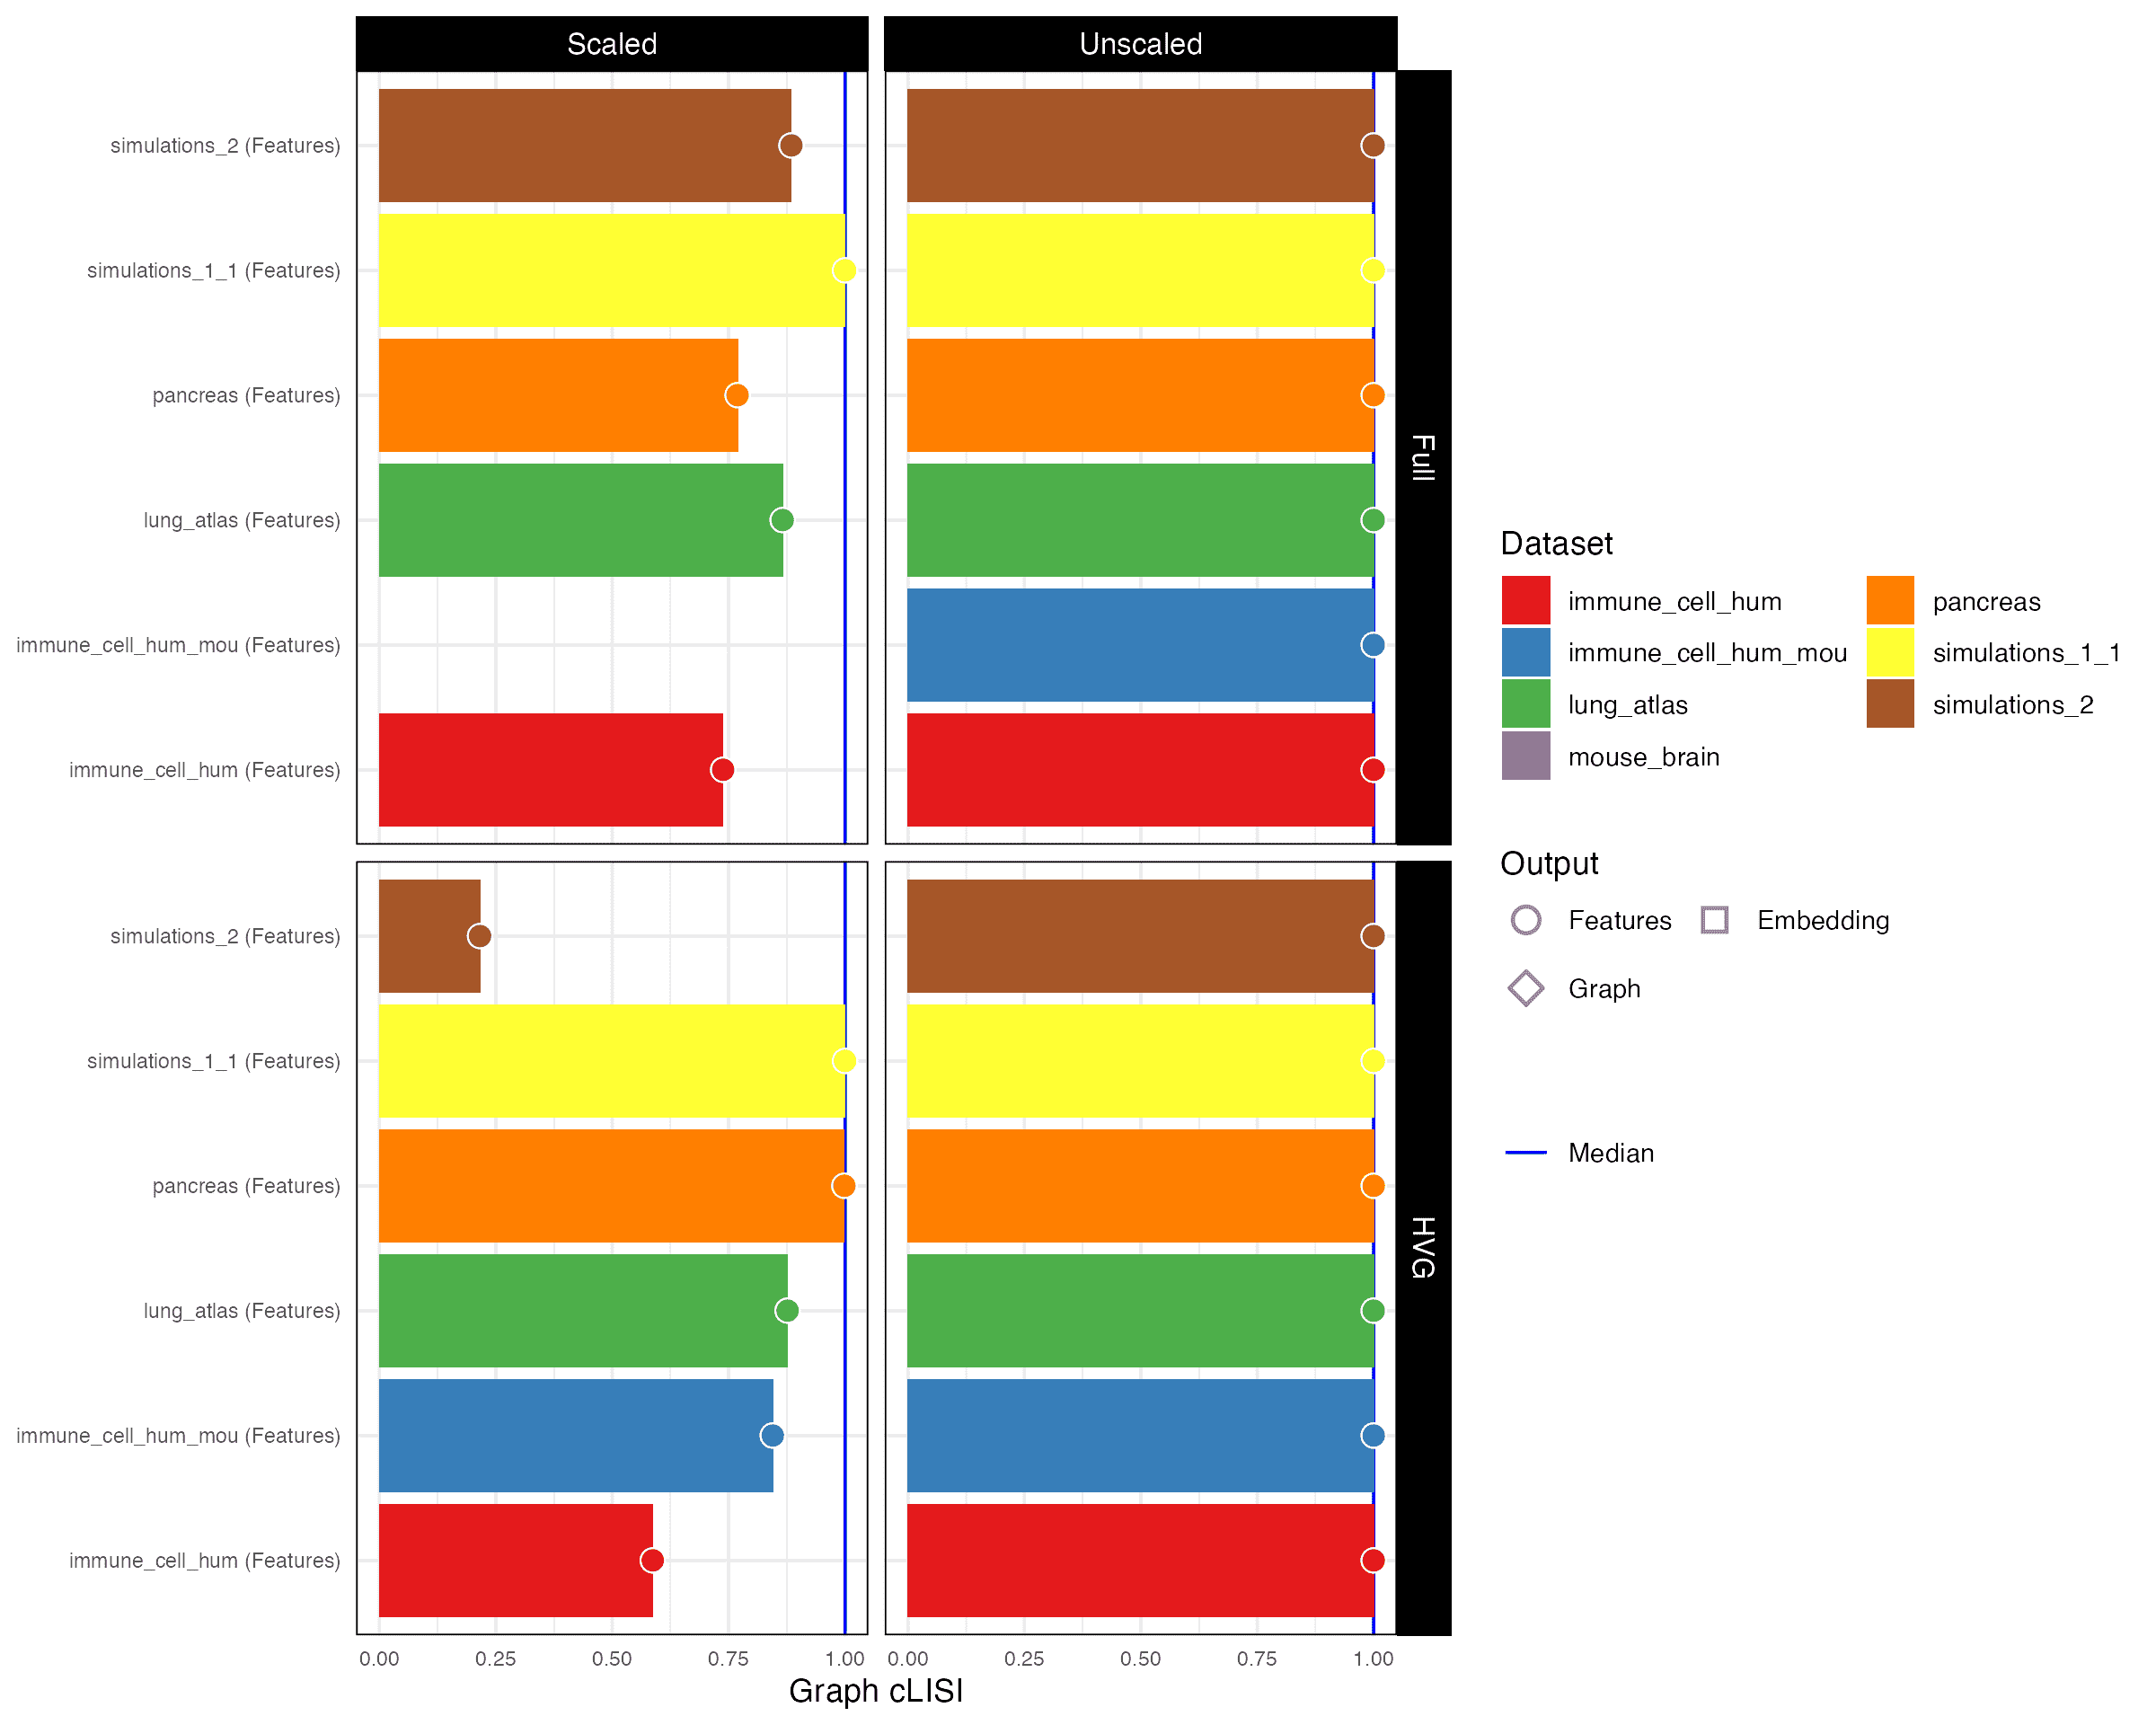 Scaled
Unscaled
simulations_2 (Features)
simulations_1_1 (Features)
pancreas (Features)
lung_atlas (Features)
immune_cell_hum_mou (Features)
immune_cell_hum (Features)
Full
simulations_2 (Features)
simulations_1_1 (Features)
pancreas (Features)
lung_atlas (Features)
immune_cell_hum_mou (Features)
immune_cell_hum (Features)
HVG
0.00 0.25 0.50 0.75 1.00 0.00 0.25 0.50 0.75 1.00
Graph cLISI
Dataset
immune_cell_hum pancreas
immune_cell_hum_mou simulations_1_1
lung_atlas simulations_2
mouse_brain
Output
Features Embedding
Graph
Median